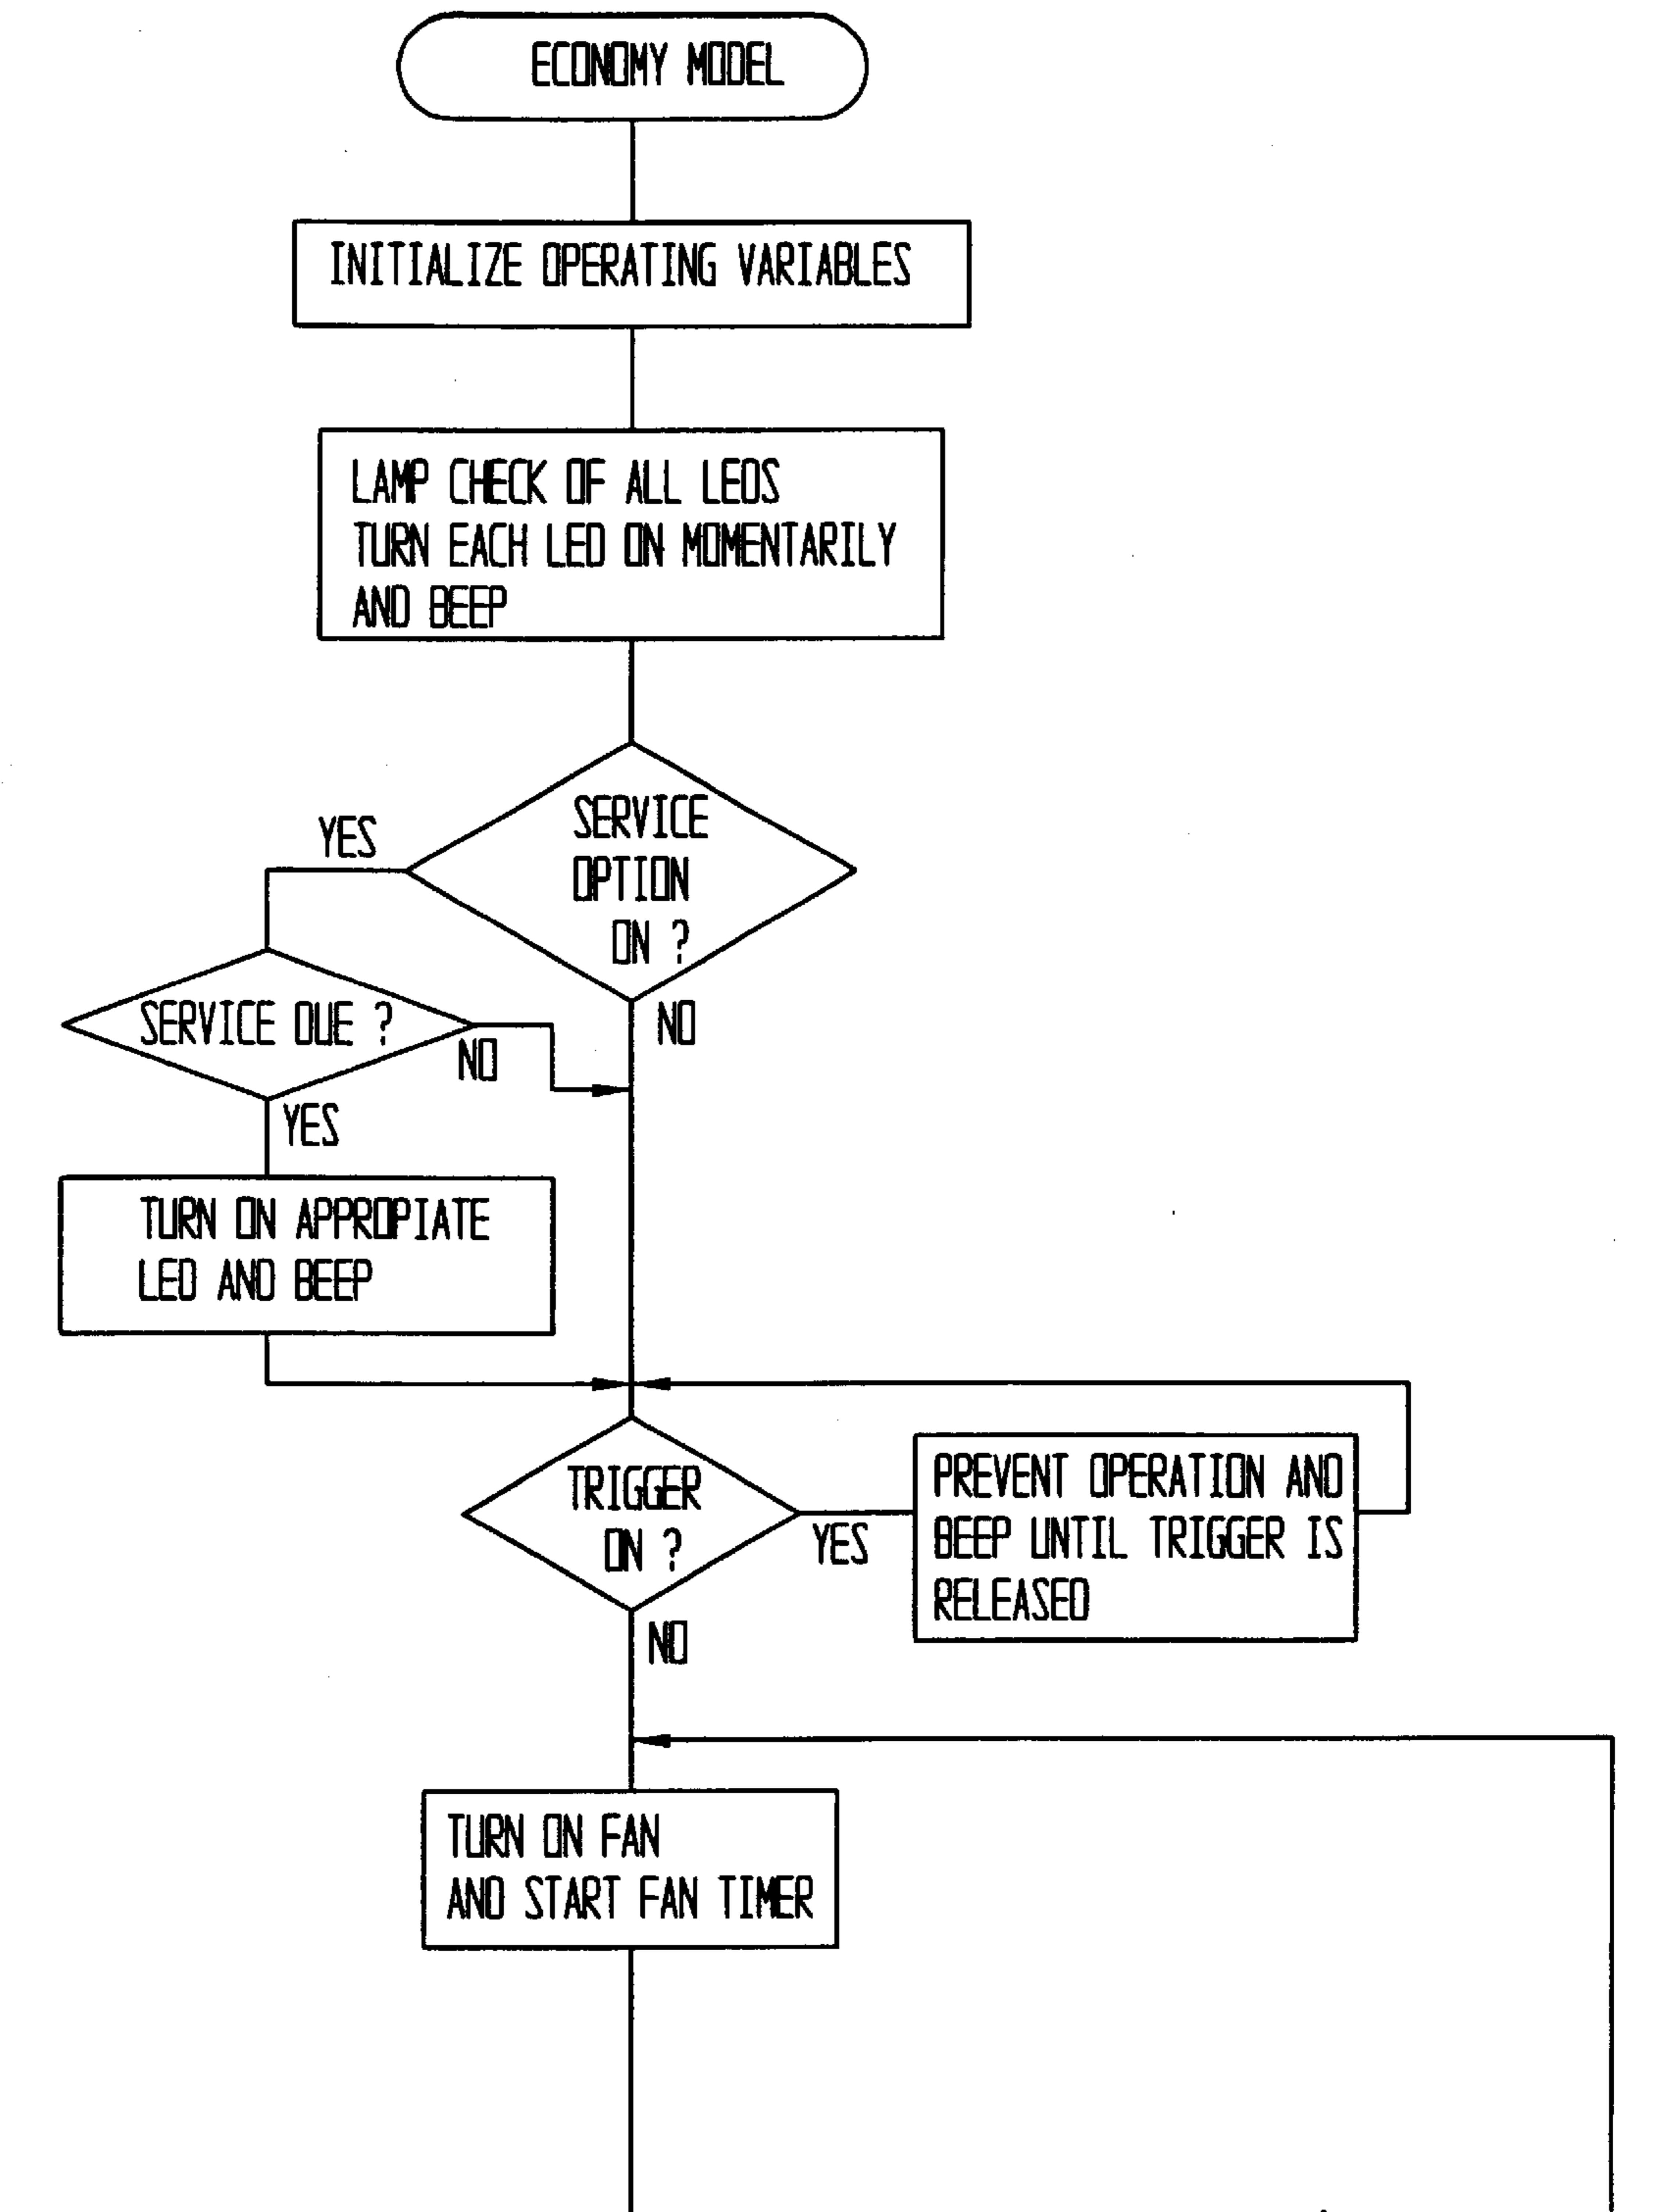 ECONOMY MODEL
INITIALIZE OPERATING VARIABLES
LAMP CHECK OF ALL LEDS
TURN EACH LED ON MOMENTARILY
AND BEEP
SERVICE
OPTION
ON ?
YES
NO
SERVICE DUE ?
NO
YES
TURN ON APPROPIATE
LED AND BEEP
TRIGGER
ON ?
YES
PREVENT OPERATION AND
BEEP UNTIL TRIGGER IS
RELEASED
NO
TURN ON FAN
AND START FAN TIMER